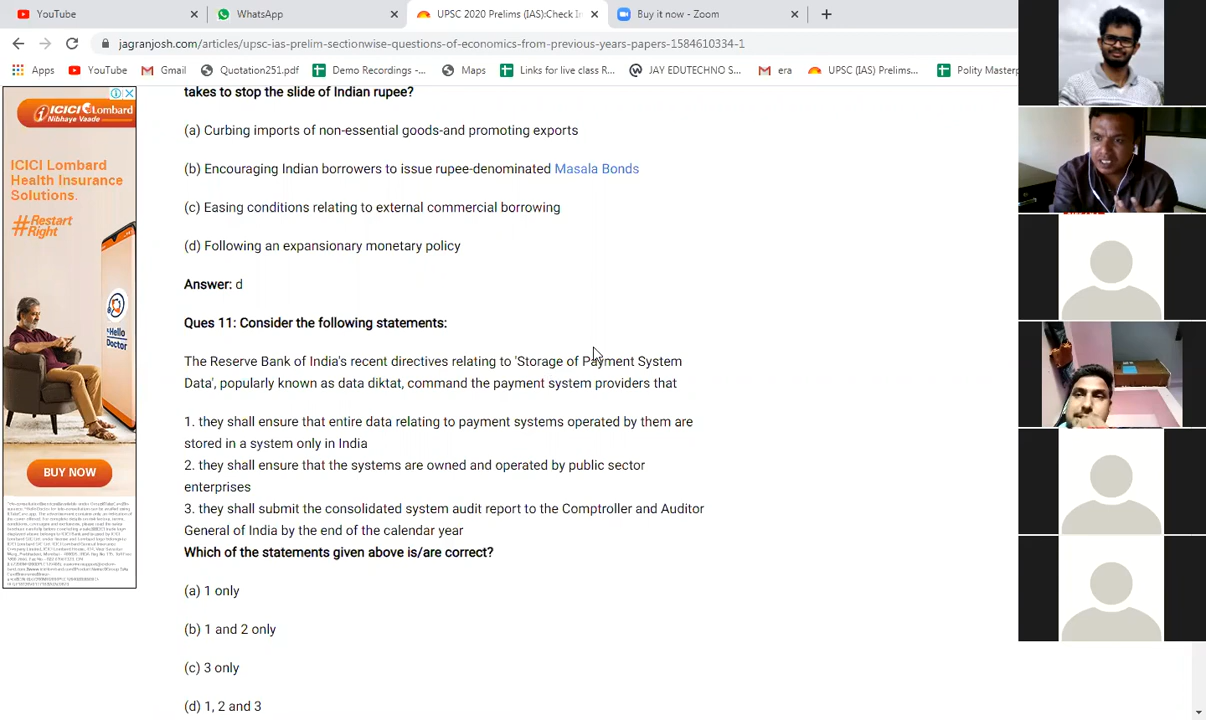 YouTube
WhatsApp
UPSC 2020 Prelims (IAS):Check In
Buy it now - Zoom
jagranjosh.com/articles/upsc-ias-prelim-sectionwise-questions-of-economics-from-previous-years-papers-1584610334-1
Apps YouTube Gmail Quotation251.pdf Demo Recordings -... Maps Links for live class R... JAY EDUTECHNO S... era UPSC (IAS) Prelims... Polity Masterp
takes to stop the slide of Indian rupee?
(a) Curbing imports of non-essential goods-and promoting exports
(b) Encouraging Indian borrowers to issue rupee-denominated Masala Bonds
(c) Easing conditions relating to external commercial borrowing
(d) Following an expansionary monetary policy
Answer: d
Ques 11: Consider the following statements:
The Reserve Bank of India's recent directives relating to 'Storage of Payment System
Data', popularly known as data diktat, command the payment system providers that
1. they shall ensure that entire data relating to payment systems operated by them are
stored in a system only in India
2. they shall ensure that the systems are owned and operated by public sector
enterprises
3. they shall submit the consolidated system audit report to the Comptroller and Auditor
General of India by the end of the calendar year
Which of the statements given above is/are correct?
(a) 1 only
(b) 1 and 2 only
(c) 3 only
(d) 1, 2 and 3
ICICI Lombard
Nibhaye Vaade
ICICI Lombard
Health Insurance
Solutions.
#Restart
Right
Hello
Doctor
BUY NOW